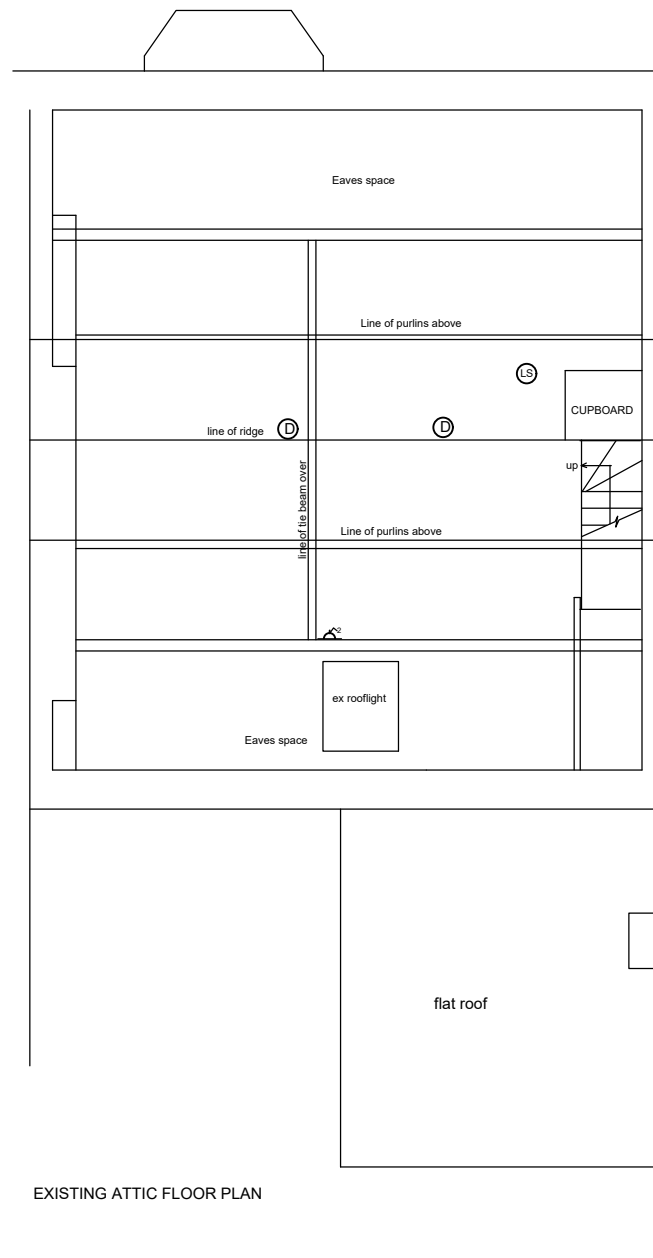 Eaves space
Line of purlins above
LS
CUPBOARD
line of ridge
D
D
up
line of tie beam over
Line of purlins above
2
ex rooflight
Eaves space
flat roof
EXISTING ATTIC FLOOR PLAN